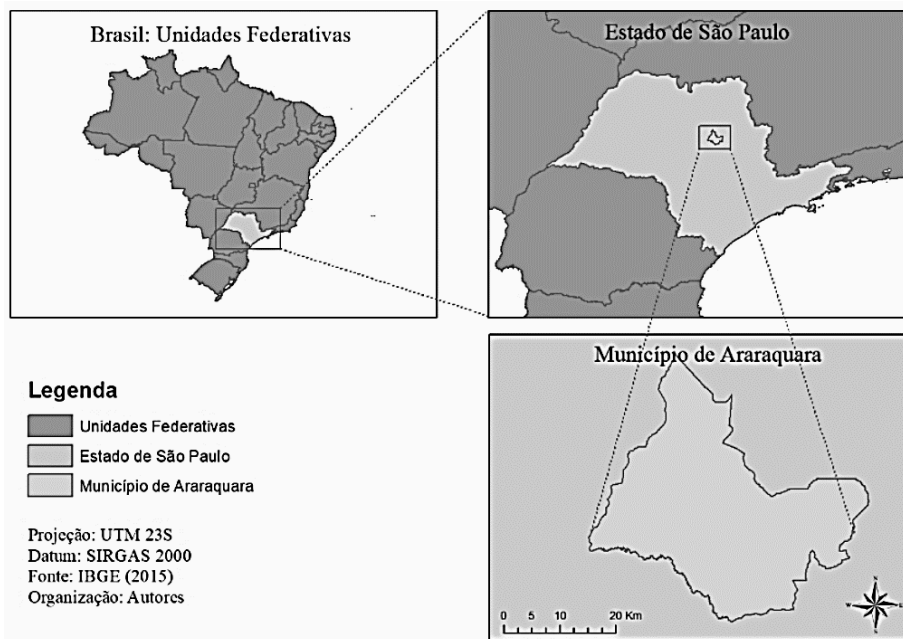 Brasil: Unidades Federativas
Estado de São Paulo
Município de Araraquara
Legenda
Unidades Federativas
Estado de São Paulo
Município de Araraquara
Projeção: UTM 23S
Datum: SIRGAS 2000
Fonte: IBGE (2015)
Organização: Autores
0 5 10 20 Km
N
W
S